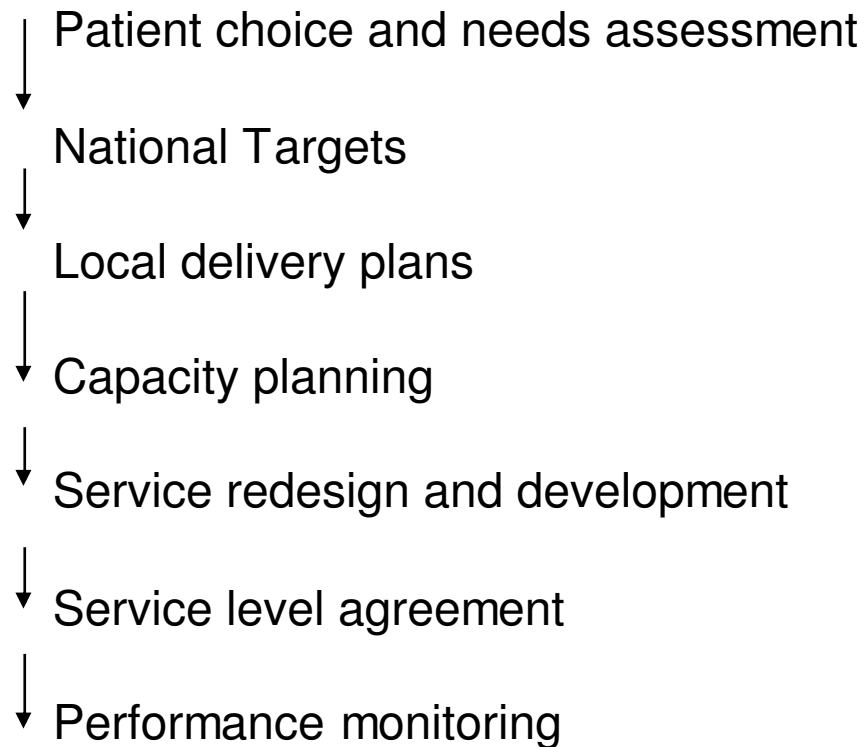 Patient choice and needs assessment
National Targets
Local delivery plans
Capacity planning
Service redesign and development
Service level agreement
Performance monitoring